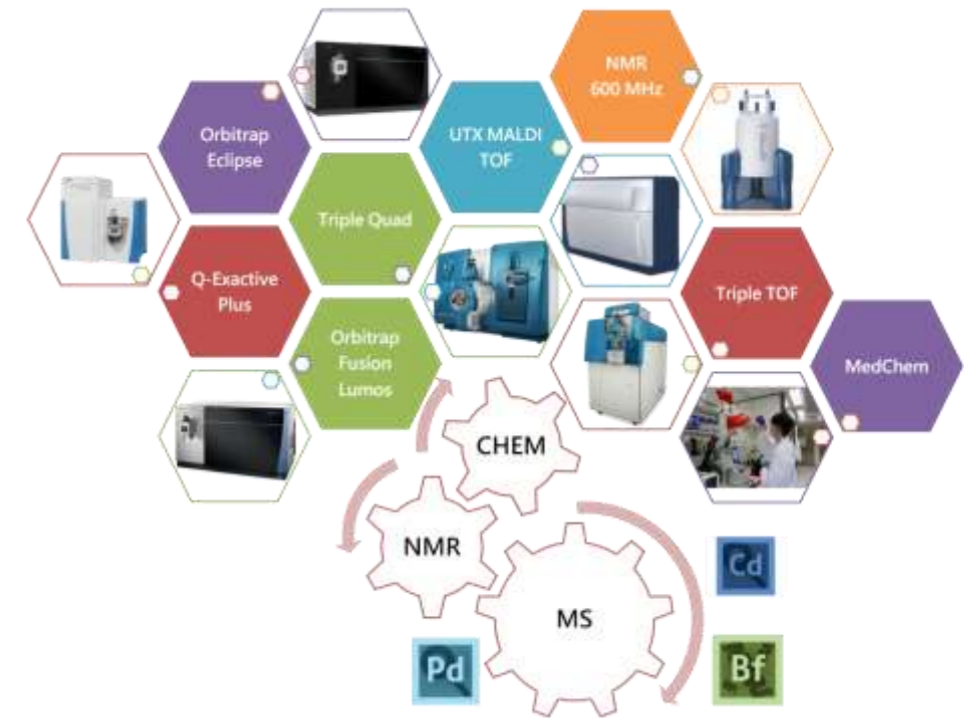 NMR
600 MHz
Orbitrap
Eclipse
UTX MALDI
TOF
Triple Quad
Q-Exactive
Plus
Triple TOF
Orbitrap
Fusion
Lumos
MedChem
CHEM
NMR
MS
Cd
Pd
Bf